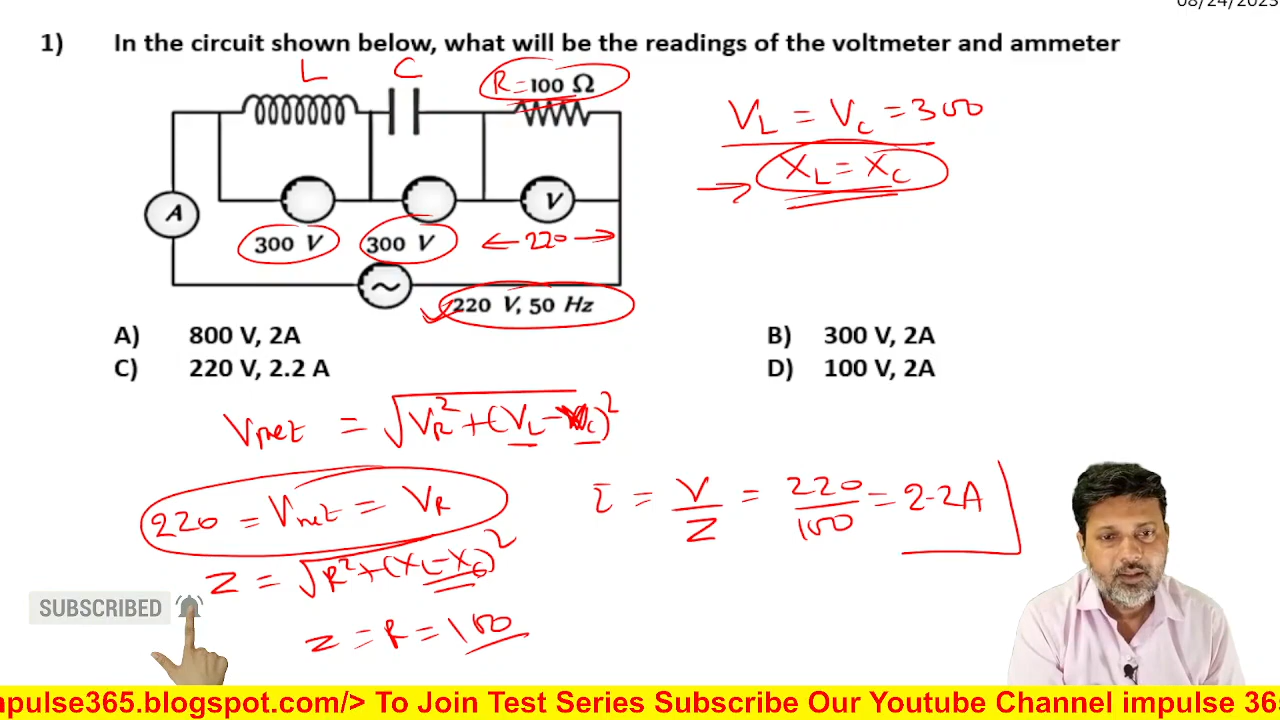 08/24/2023
1) In the circuit shown below, what will be the readings of the voltmeter and ammeter
L C R=100 Ω
V_L = V_C = 300
X_L = X_C
A V
300 V 300 V ← 220 →
220 V, 50 Hz
A) 800 V, 2A B) 300 V, 2A
C) 220 V, 2.2 A D) 100 V, 2A
Vnet = √V_R² + (V_L - V_C)²
220 = Vnet = V_R
I = V/Z = 220/100 = 2.2A
Z = √R² + (X_L - X_C)²
Z = R = 100
SUBSCRIBED
mpulse365.blogspot.com/> To Join Test Series Subscribe Our Youtube Channel impulse 365